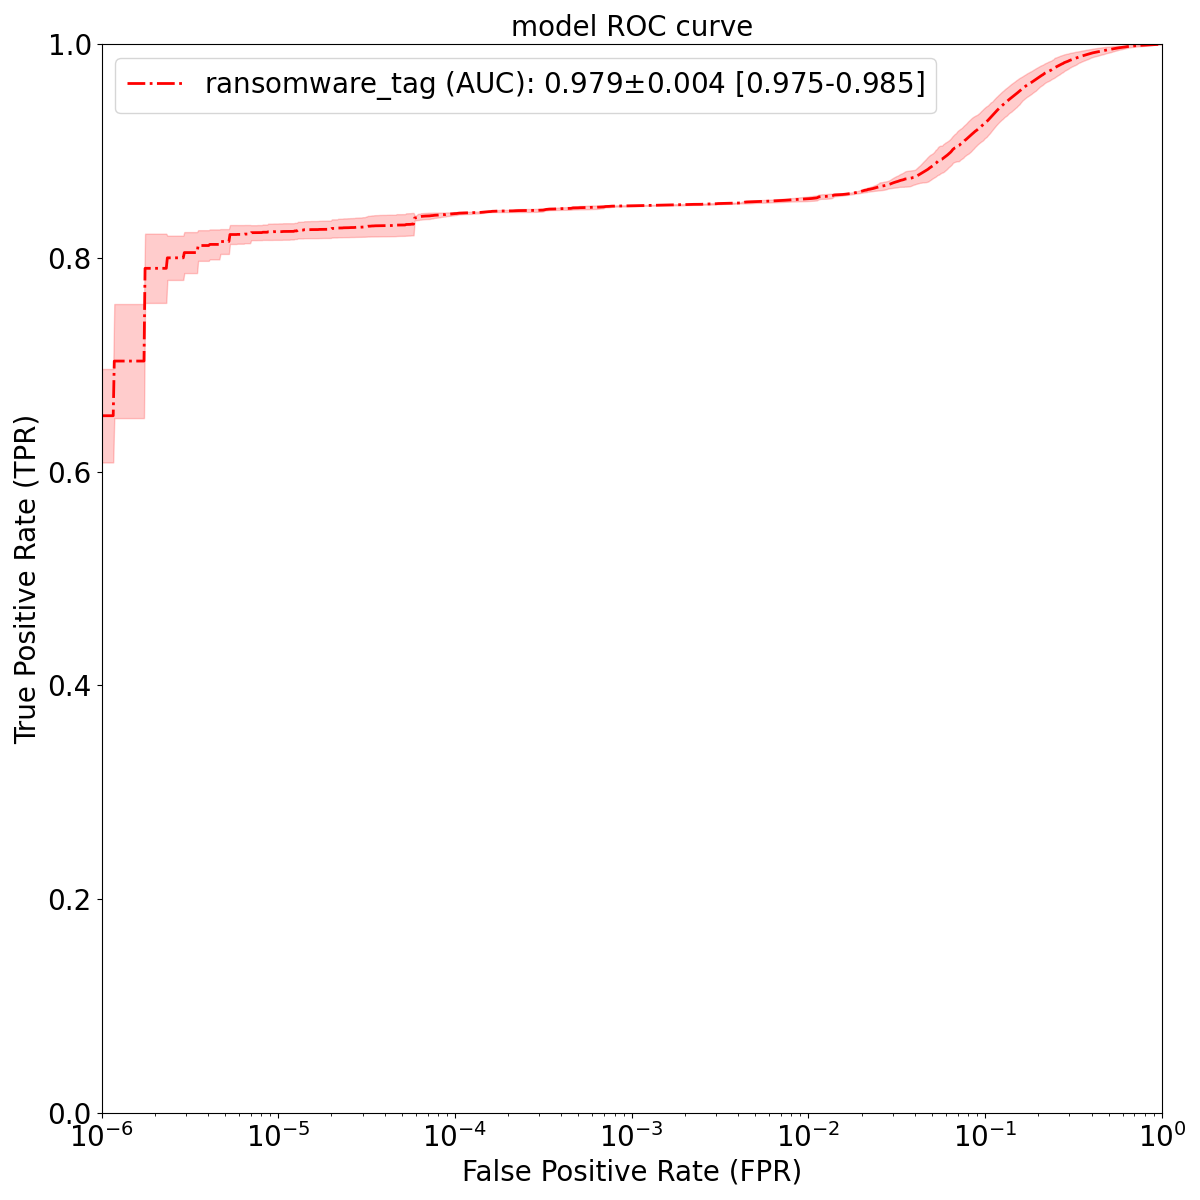 model ROC curve
ransomware_tag (AUC): 0.979±0.004 [0.975-0.985]
True Positive Rate (TPR)
1.0
0.8
0.6
0.4
0.2
0.0
10⁻⁶ 10⁻⁵ 10⁻⁴ 10⁻³ 10⁻² 10⁻¹ 10⁰
False Positive Rate (FPR)